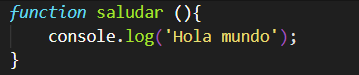 function saludar (){
    console.log('Hola mundo');
}